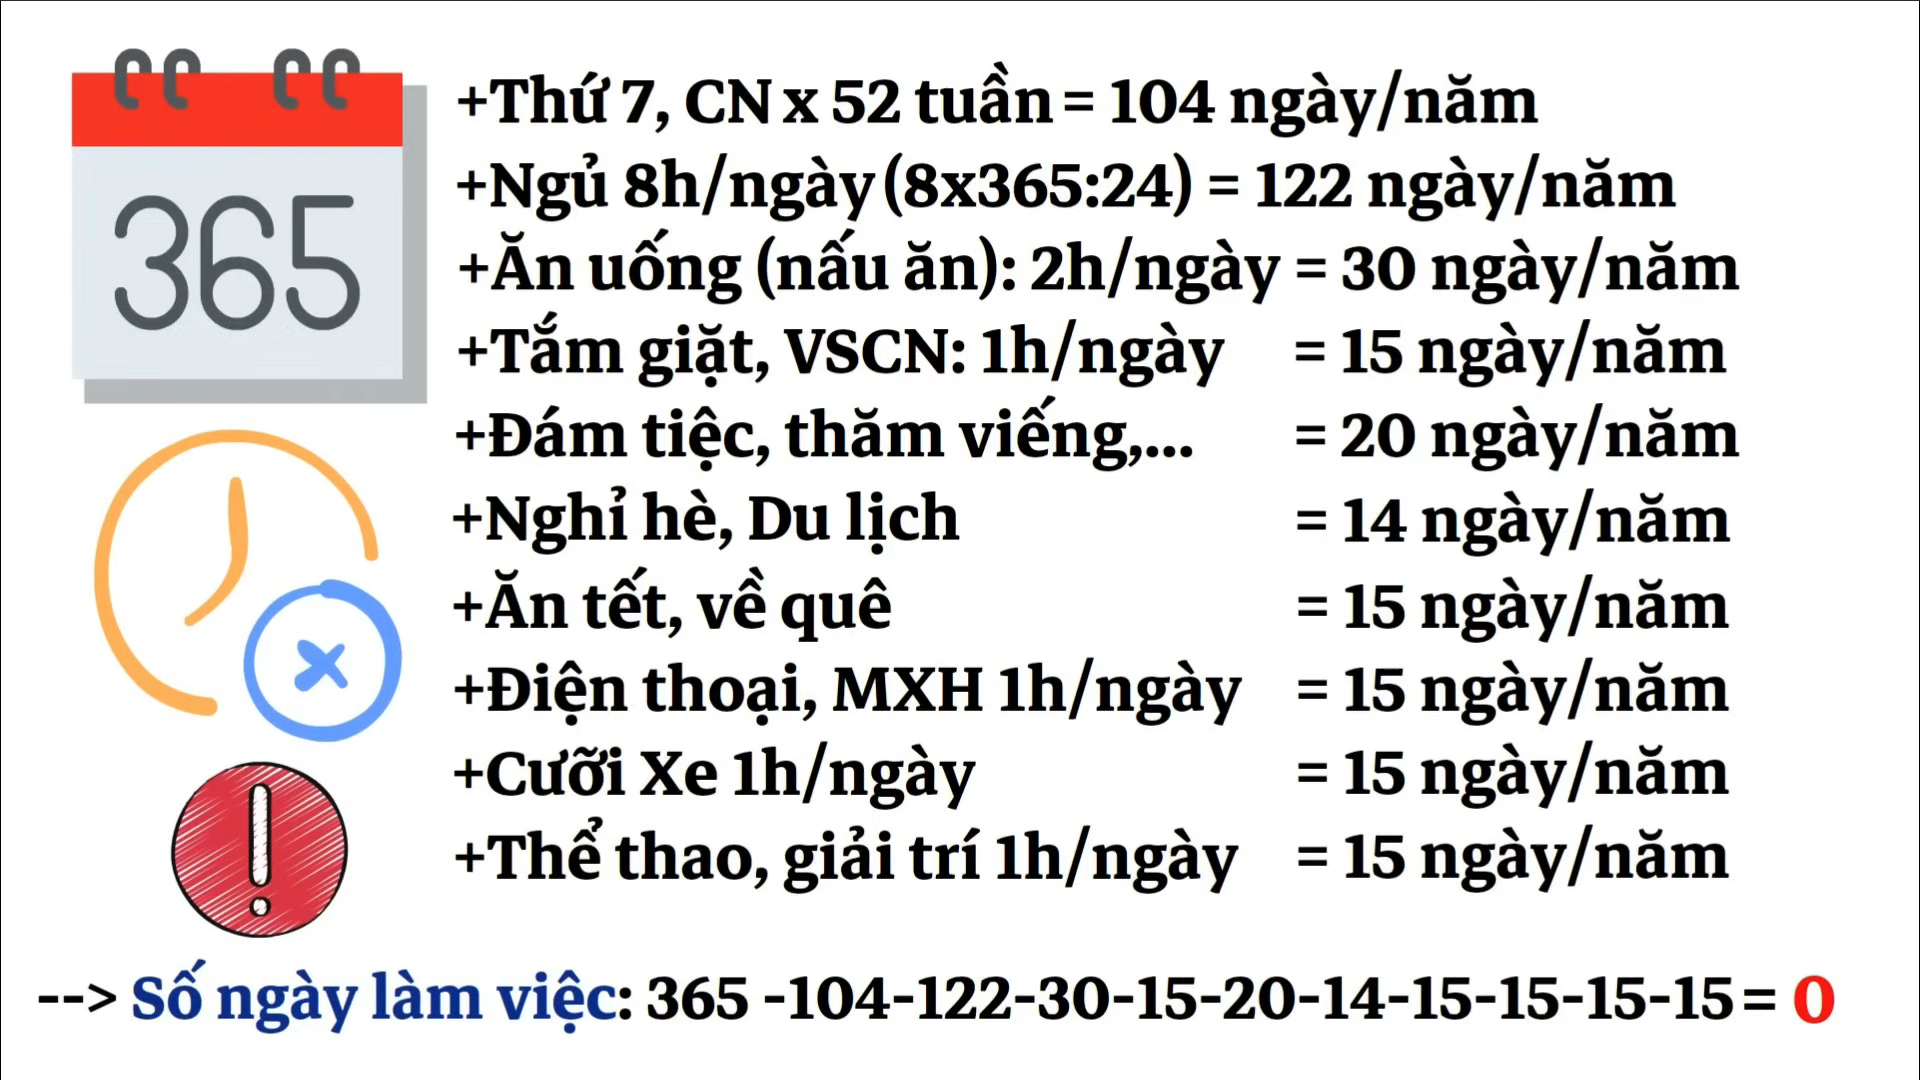 365
+Thứ 7, CN x 52 tuần = 104 ngày/năm
+Ngủ 8h/ngày (8x365:24) = 122 ngày/năm
+Ăn uống (nấu ăn): 2h/ngày = 30 ngày/năm
+Tắm giặt, VSCN: 1h/ngày = 15 ngày/năm
+Đám tiệc, thăm viếng,... = 20 ngày/năm
+Nghỉ hè, Du lịch = 14 ngày/năm
+Ăn tết, về quê = 15 ngày/năm
+Điện thoại, MXH 1h/ngày = 15 ngày/năm
+Cưỡi Xe 1h/ngày = 15 ngày/năm
+Thể thao, giải trí 1h/ngày = 15 ngày/năm
--> Số ngày làm việc: 365 -104-122-30-15-20-14-15-15-15-15 = 0